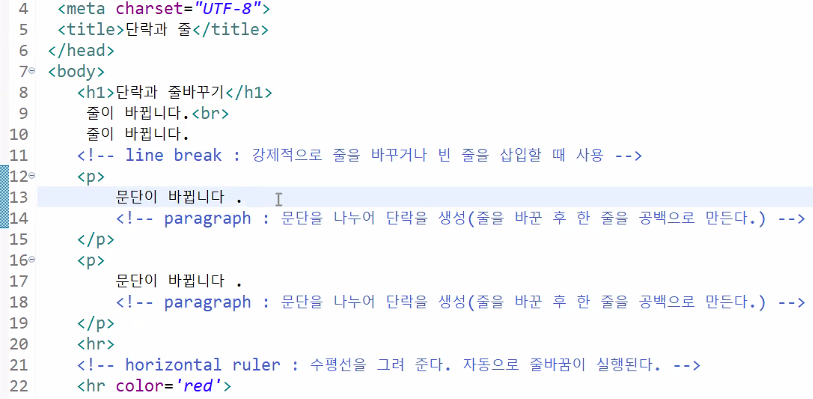 4 <meta charset="UTF-8">
5 <title>단락과 줄</title>
6 </head>
7 <body>
8 <h1>단락과 줄바꾸기</h1>
9 줄이 바뀝니다.<br>
10 줄이 바뀝니다.
11 <!-- line break : 강제적으로 줄을 바꾸거나 빈 줄을 삽입할 때 사용 -->
12 <p>
13 문단이 바뀝니다 .
14 <!-- paragraph : 문단을 나누어 단락을 생성(줄을 바꾼 후 한 줄을 공백으로 만든다.) -->
15 </p>
16 <p>
17 문단이 바뀝니다 .
18 <!-- paragraph : 문단을 나누어 단락을 생성(줄을 바꾼 후 한 줄을 공백으로 만든다.) -->
19 </p>
20 <hr>
21 <!-- horizontal ruler : 수평선을 그려 준다. 자동으로 줄바꿈이 실행된다. -->
22 <hr color='red'>